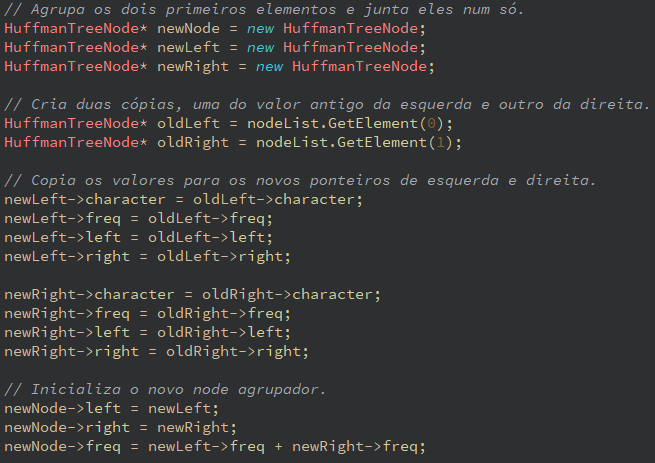 // Agrupa os dois primeiros elementos e junta eles num só.
HuffmanTreeNode* newNode = new HuffmanTreeNode;
HuffmanTreeNode* newLeft = new HuffmanTreeNode;
HuffmanTreeNode* newRight = new HuffmanTreeNode;

// Cria duas cópias, uma do valor antigo da esquerda e outro da direita.
HuffmanTreeNode* oldLeft = nodeList.GetElement(0);
HuffmanTreeNode* oldRight = nodeList.GetElement(1);

// Copia os valores para os novos ponteiros de esquerda e direita.
newLeft->character = oldLeft->character;
newLeft->freq = oldLeft->freq;
newLeft->left = oldLeft->left;
newLeft->right = oldLeft->right;

newRight->character = oldRight->character;
newRight->freq = oldRight->freq;
newRight->left = oldRight->left;
newRight->right = oldRight->right;

// Inicializa o novo node agrupador.
newNode->left = newLeft;
newNode->right = newRight;
newNode->freq = newLeft->freq + newRight->freq;